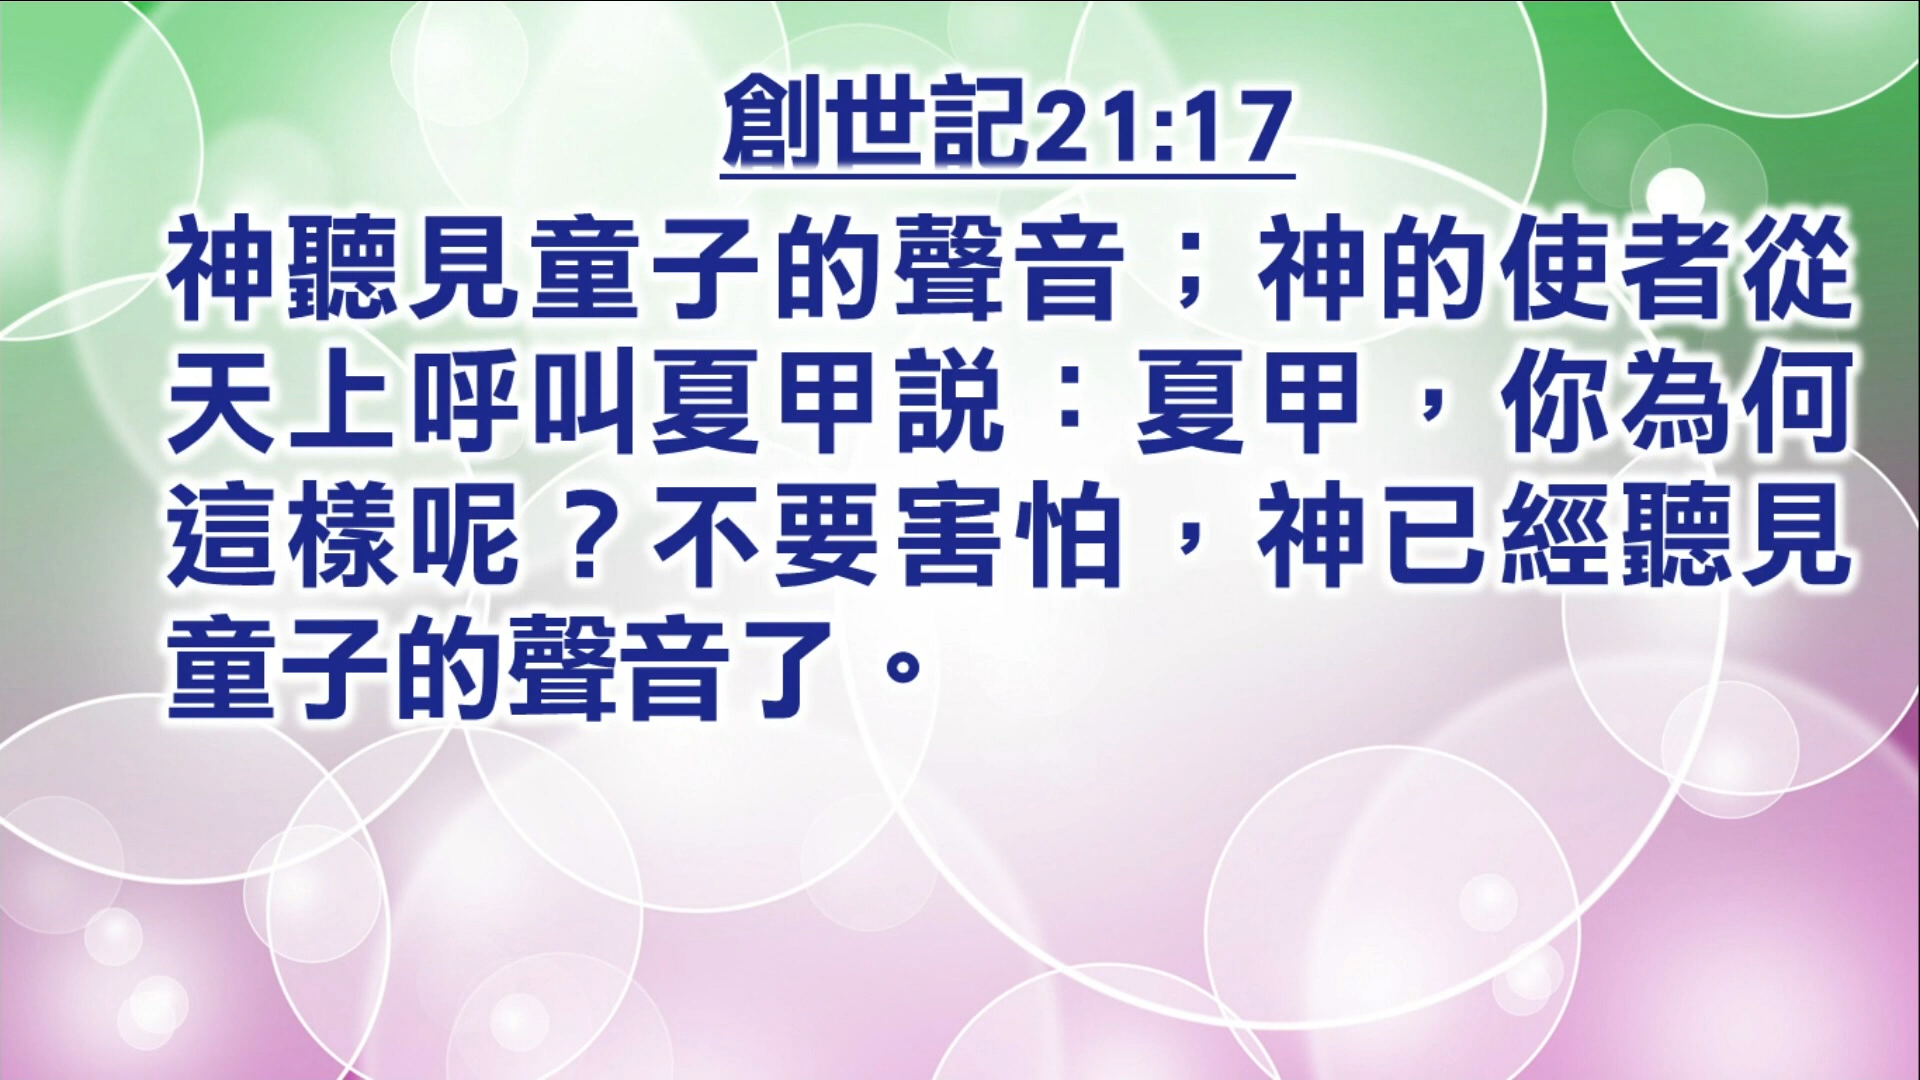 創世記21:17
神聽見童子的聲音；神的使者從
天上呼叫夏甲説：夏甲，你為何
這樣呢？不要害怕，神已經聽見
童子的聲音了。